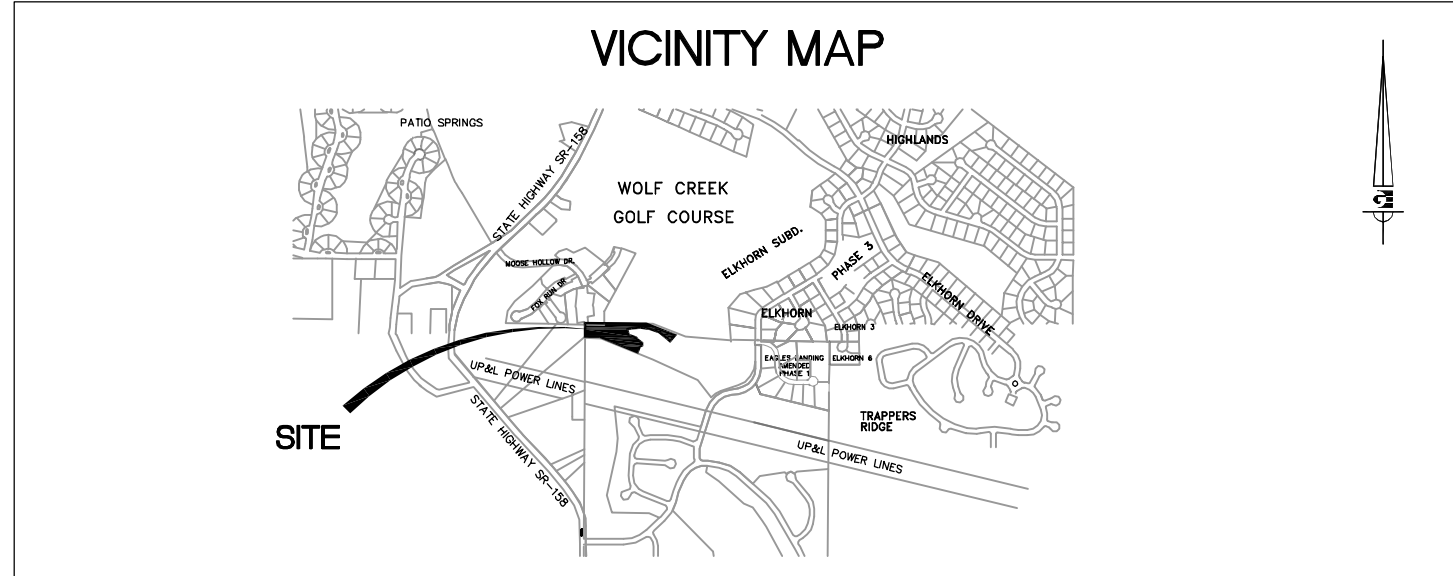 VICINITY MAP
PATIO SPRINGS
STATE HIGHWAY SR-158
HIGHLANDS
WOLF CREEK
GOLF COURSE
ELKHORN SUBD.
PHASE 3
MOOSE HOLLOW DR.
FOX RUN DR
ELKHORN DRIVE
ELKHORN
ELKHORN 3
EAGLES LANDING
AMENDED
PHASE 1
ELKHORN 6
UP&L POWER LINES
SITE
STATE HIGHWAY SR-158
TRAPPERS
RIDGE
UP&L POWER LINES